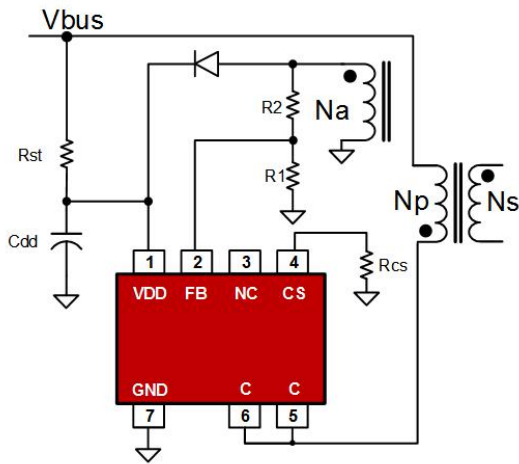 Vbus
R2
Na
Rst
R1
Np
Ns
Cdd
Rcs
1 2 3 4
VDD FB NC CS
GND C C
7 6 5